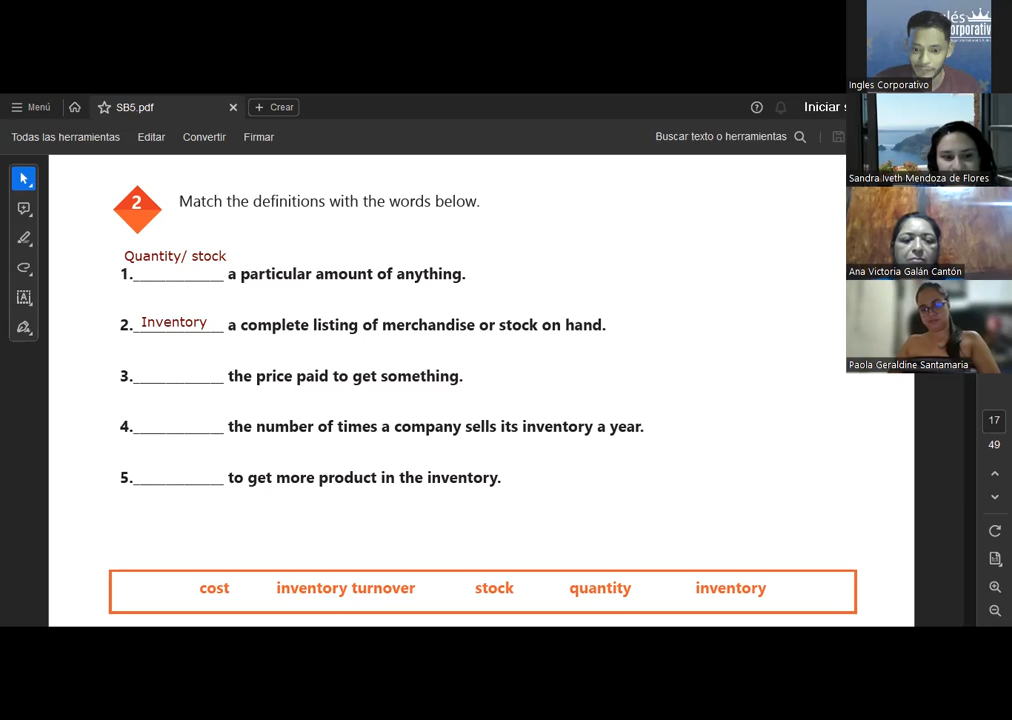 lés
orporativo
Ingles Corporativo
Menú
SB5.pdf
Crear
Iniciar s
Todas las herramientas
Editar
Convertir
Firmar
Buscar texto o herramientas
Sandra Iveth Mendoza de Flores
2
Match the definitions with the words below.
Quantity/ stock
1.____________ a particular amount of anything.
Ana Victoria Galán Cantón
2.____________ a complete listing of merchandise or stock on hand.
Inventory
Paola Geraldine Santamaria
3.____________ the price paid to get something.
4.____________ the number of times a company sells its inventory a year.
5.____________ to get more product in the inventory.
17
49
cost inventory turnover stock quantity inventory